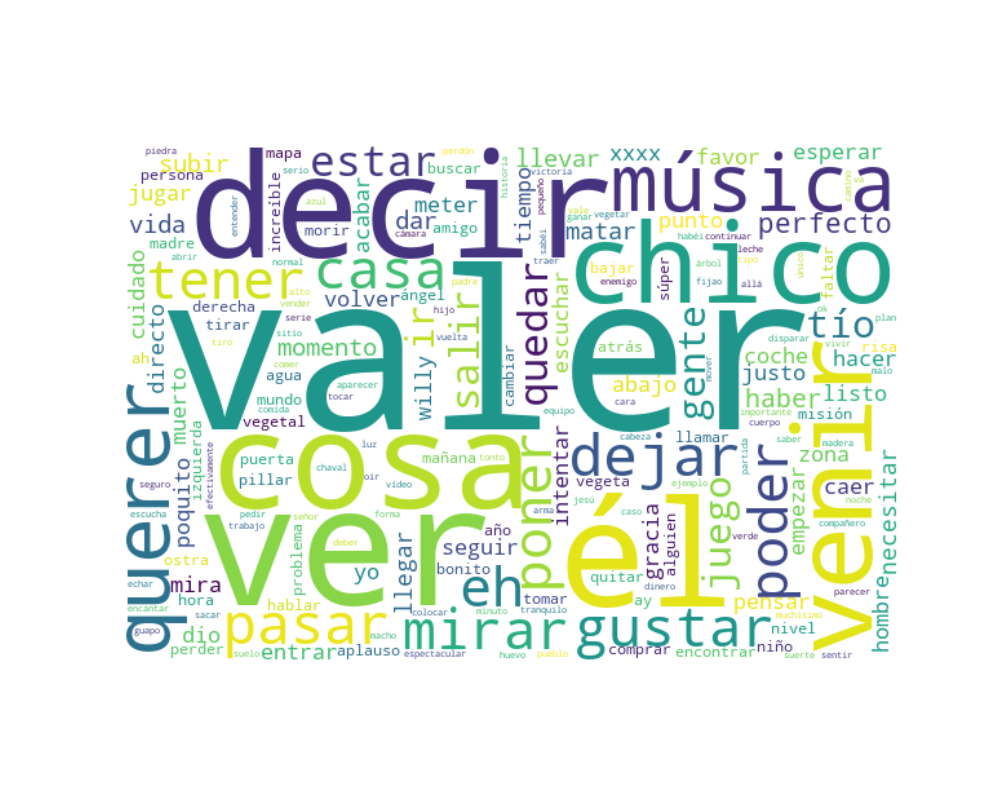 piedra
persona
subir
jugar
mapa
serio
increíble
estar
perdón
buscar
historia
victoria
llevar
pequeño
xxxx
favor
esperar
camino
va
decir
música
vida
madre
abrir
entender
azul
morir
acabar
dar
cámara
meter
amigo
tiempo
sabéi
traer
vale
ganar
vegetar
matar
punto
habéi
continuar
leche
perfecto
tener
normal
casa
chico
cuidado
directo
derecha
tirar
alto
vender
serie
volver
ángel
padre
hijo
bajar
enemigo
súper
árbol
fijao
tipo
allá
único
faltar
ok
plan
valer
ir
salir
quedar
escuchar
atrás
gente
mover
tío
vivir
risa
disparar
coche
hacer
malo
ah
muerto
tiro
sitio
momento
comer
aparecer
agua
mundo
tocar
willy
vuelta
cambiar
cara
abajo
justo
haber
listo
importante
misión
cuerpo
vegetal
comida
equipo
querer
izquierda
efectivamente
poquito
seguro
escucha
puerta
pillar
chaval
luz
oír
vídeo
mañana
tonto
cosa
poner
intentar
dejar
cabeza
llamar
vegeta
ejemplo
partida
poder
saber
madera
zona
caer
noche
empezar
compañero
necesitar
venir
trabajo
pedir
señor
forma
problema
deber
ver
año
seguir
bonito
jesú
arma
caso
él
gracia
alguien
verde
juego
ostra
mira
hora
echar
encantar
sacar
guapo
dio
perder
hablar
yo
llegar
colocar
eh
minuto
tomar
tranquilo
quitar
dinero
ay
pensar
muchísimo
parecer
hombre
nivel
pasar
suelo
entrar
macho
aplauso
mirar
espectacular
huevo
pueblo
gustar
comprar
niño
encontrar
suerte
sentir